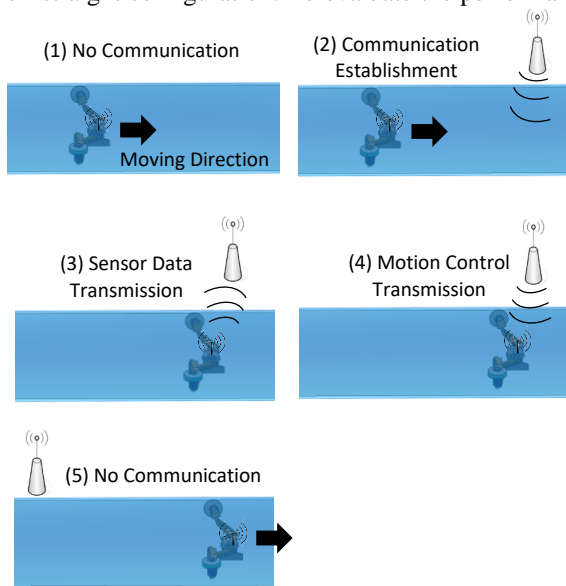 (1) No Communication
Moving Direction
(2) Communication
Establishment
(3) Sensor Data
Transmission
(4) Motion Control
Transmission
(5) No Communication